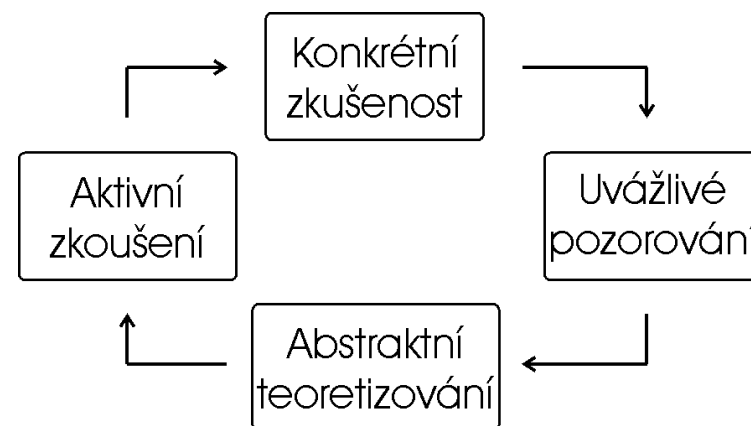 Konkrétní
zkušenost
Aktivní
zkoušení
Uvážlivé
pozorování
Abstraktní
teoretizování